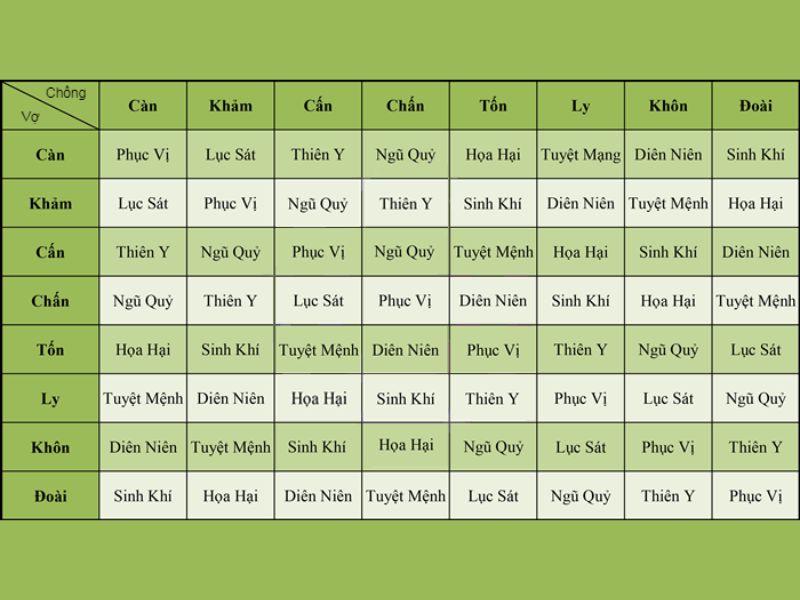 Chồng
Vợ
Càn Khảm Cấn Chấn Tốn Ly Khôn Đoài
Càn Phục Vị Lục Sát Thiên Y Ngũ Quỷ Họa Hại Tuyệt Mạng Diên Niên Sinh Khí
Khảm Lục Sát Phục Vị Ngũ Quỷ Thiên Y Sinh Khí Diên Niên Tuyệt Mệnh Họa Hại
Cấn Thiên Y Ngũ Quỷ Phục Vị Ngũ Quỷ Tuyệt Mệnh Họa Hại Sinh Khí Diên Niên
Chấn Ngũ Quỷ Thiên Y Lục Sát Phục Vị Diên Niên Sinh Khí Họa Hại Tuyệt Mệnh
Tốn Họa Hại Sinh Khí Tuyệt Mệnh Diên Niên Phục Vị Thiên Y Ngũ Quỷ Lục Sát
Ly Tuyệt Mệnh Diên Niên Họa Hại Sinh Khí Thiên Y Phục Vị Lục Sát Ngũ Quỷ
Khôn Diên Niên Tuyệt Mệnh Sinh Khí Họa Hại Ngũ Quỷ Lục Sát Phục Vị Thiên Y
Đoài Sinh Khí Họa Hại Diên Niên Tuyệt Mệnh Lục Sát Ngũ Quỷ Thiên Y Phục Vị